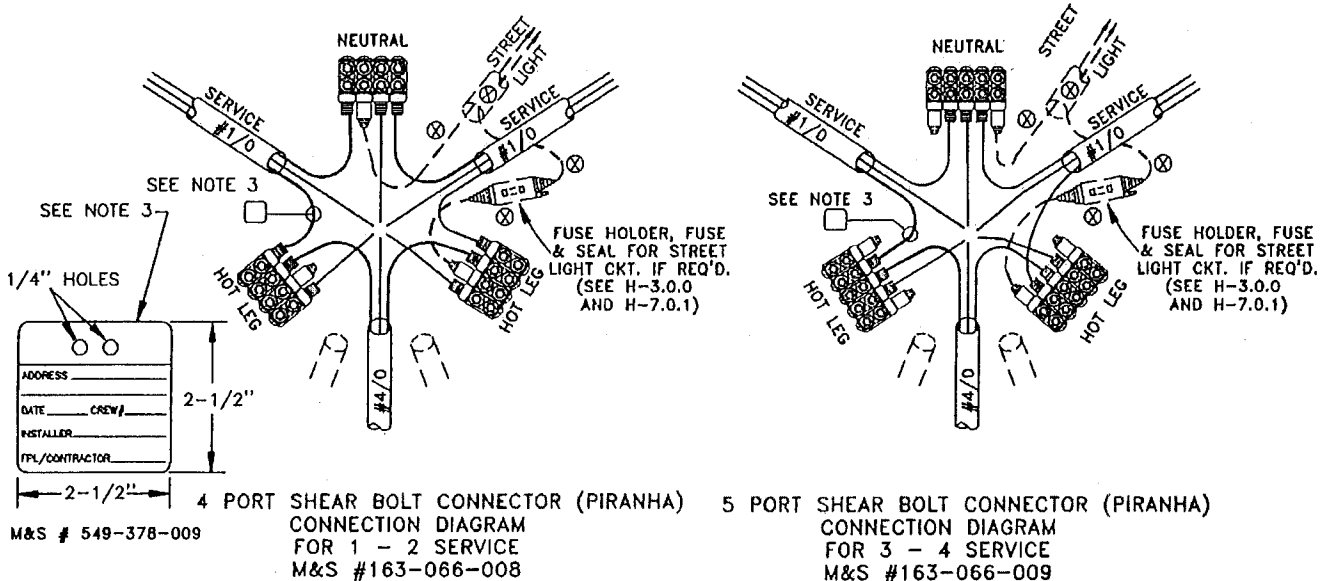 NEUTRAL
STREET
LIGHT
SERVICE
#1/0
SERVICE
#1/0
SEE NOTE 3
SEE NOTE 3
1/4" HOLES
HOT LEG
HOT LEG
FUSE HOLDER, FUSE
& SEAL FOR STREET
LIGHT CKT. IF REQ'D.
(SEE H-3.0.0
AND H-7.0.1)
#4/0
ADDRESS
DATE CREW#
INSTALLER
FPL/CONTRACTOR
2-1/2"
2-1/2"
M&S # 549-378-009
4 PORT SHEAR BOLT CONNECTOR (PIRANHA)
CONNECTION DIAGRAM
FOR 1 - 2 SERVICE
M&S #163-066-008
NEUTRAL
STREET
LIGHT
SERVICE
#1/0
SERVICE
#1/0
SEE NOTE 3
HOT LEG
HOT LEG
FUSE HOLDER, FUSE
& SEAL FOR STREET
LIGHT CKT. IF REQ'D.
(SEE H-3.0.0
AND H-7.0.1)
#4/0
5 PORT SHEAR BOLT CONNECTOR (PIRANHA)
CONNECTION DIAGRAM
FOR 3 - 4 SERVICE
M&S #163-066-009